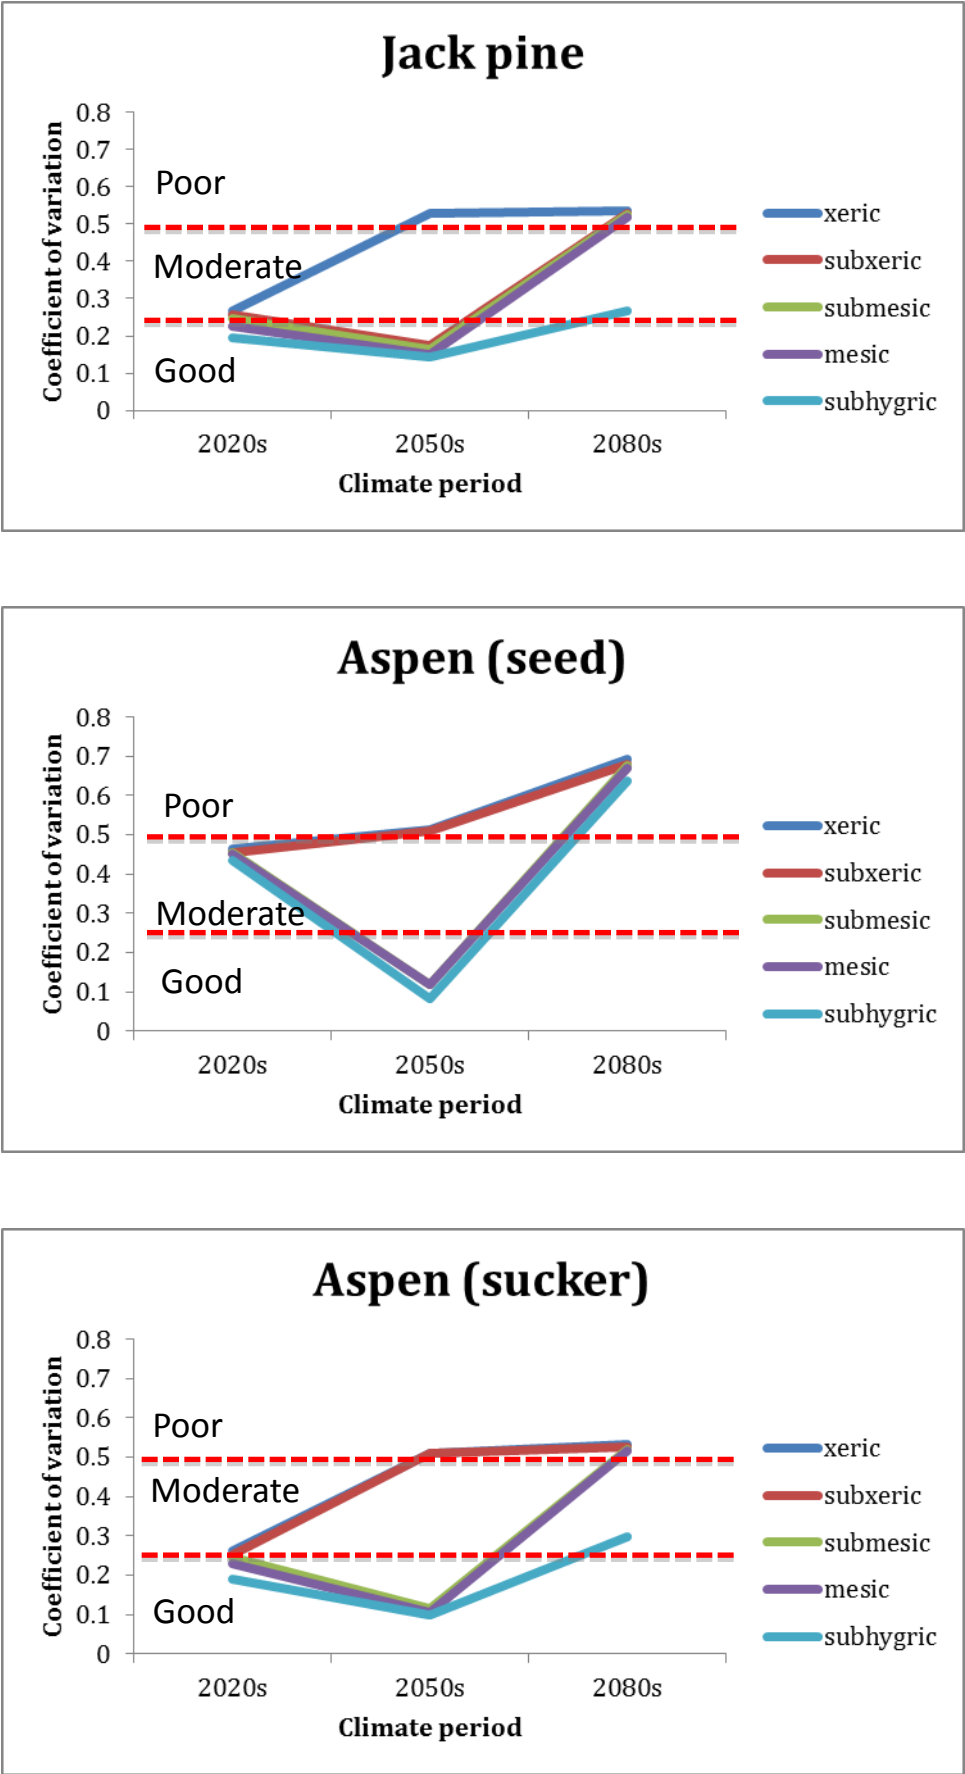 Jack pine
Coefficient of variation
0.8
0.7
0.6
0.5
0.4
0.3
0.2
0.1
0
Poor
Moderate
Good
2020s 2050s 2080s
Climate period
xeric
subxeric
submesic
mesic
subhygric
Aspen (seed)
Coefficient of variation
0.8
0.7
0.6
0.5
0.4
0.3
0.2
0.1
0
Poor
Moderate
Good
2020s 2050s 2080s
Climate period
xeric
subxeric
submesic
mesic
subhygric
Aspen (sucker)
Coefficient of variation
0.8
0.7
0.6
0.5
0.4
0.3
0.2
0.1
0
Poor
Moderate
Good
2020s 2050s 2080s
Climate period
xeric
subxeric
submesic
mesic
subhygric